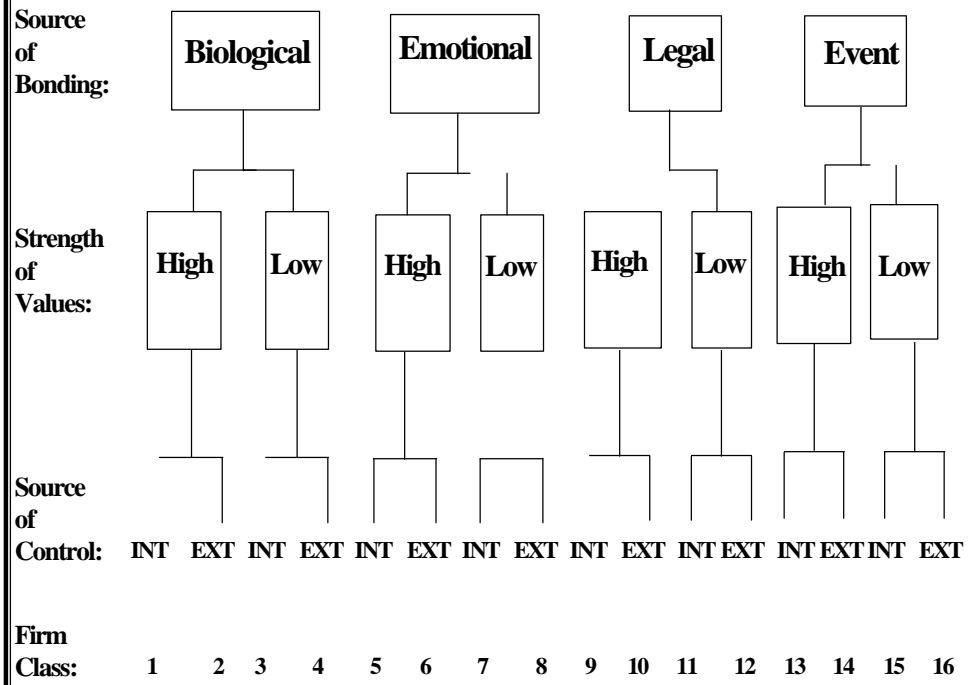 Source
of
Bonding:
Biological Emotional Legal Event
Strength
of
Values:
High Low High Low High Low High Low
Source
of
Control: INT EXT INT EXT INT EXT INT EXT INT EXT INT EXT INT EXT INT EXT
Firm
Class: 1 2 3 4 5 6 7 8 9 10 11 12 13 14 15 16